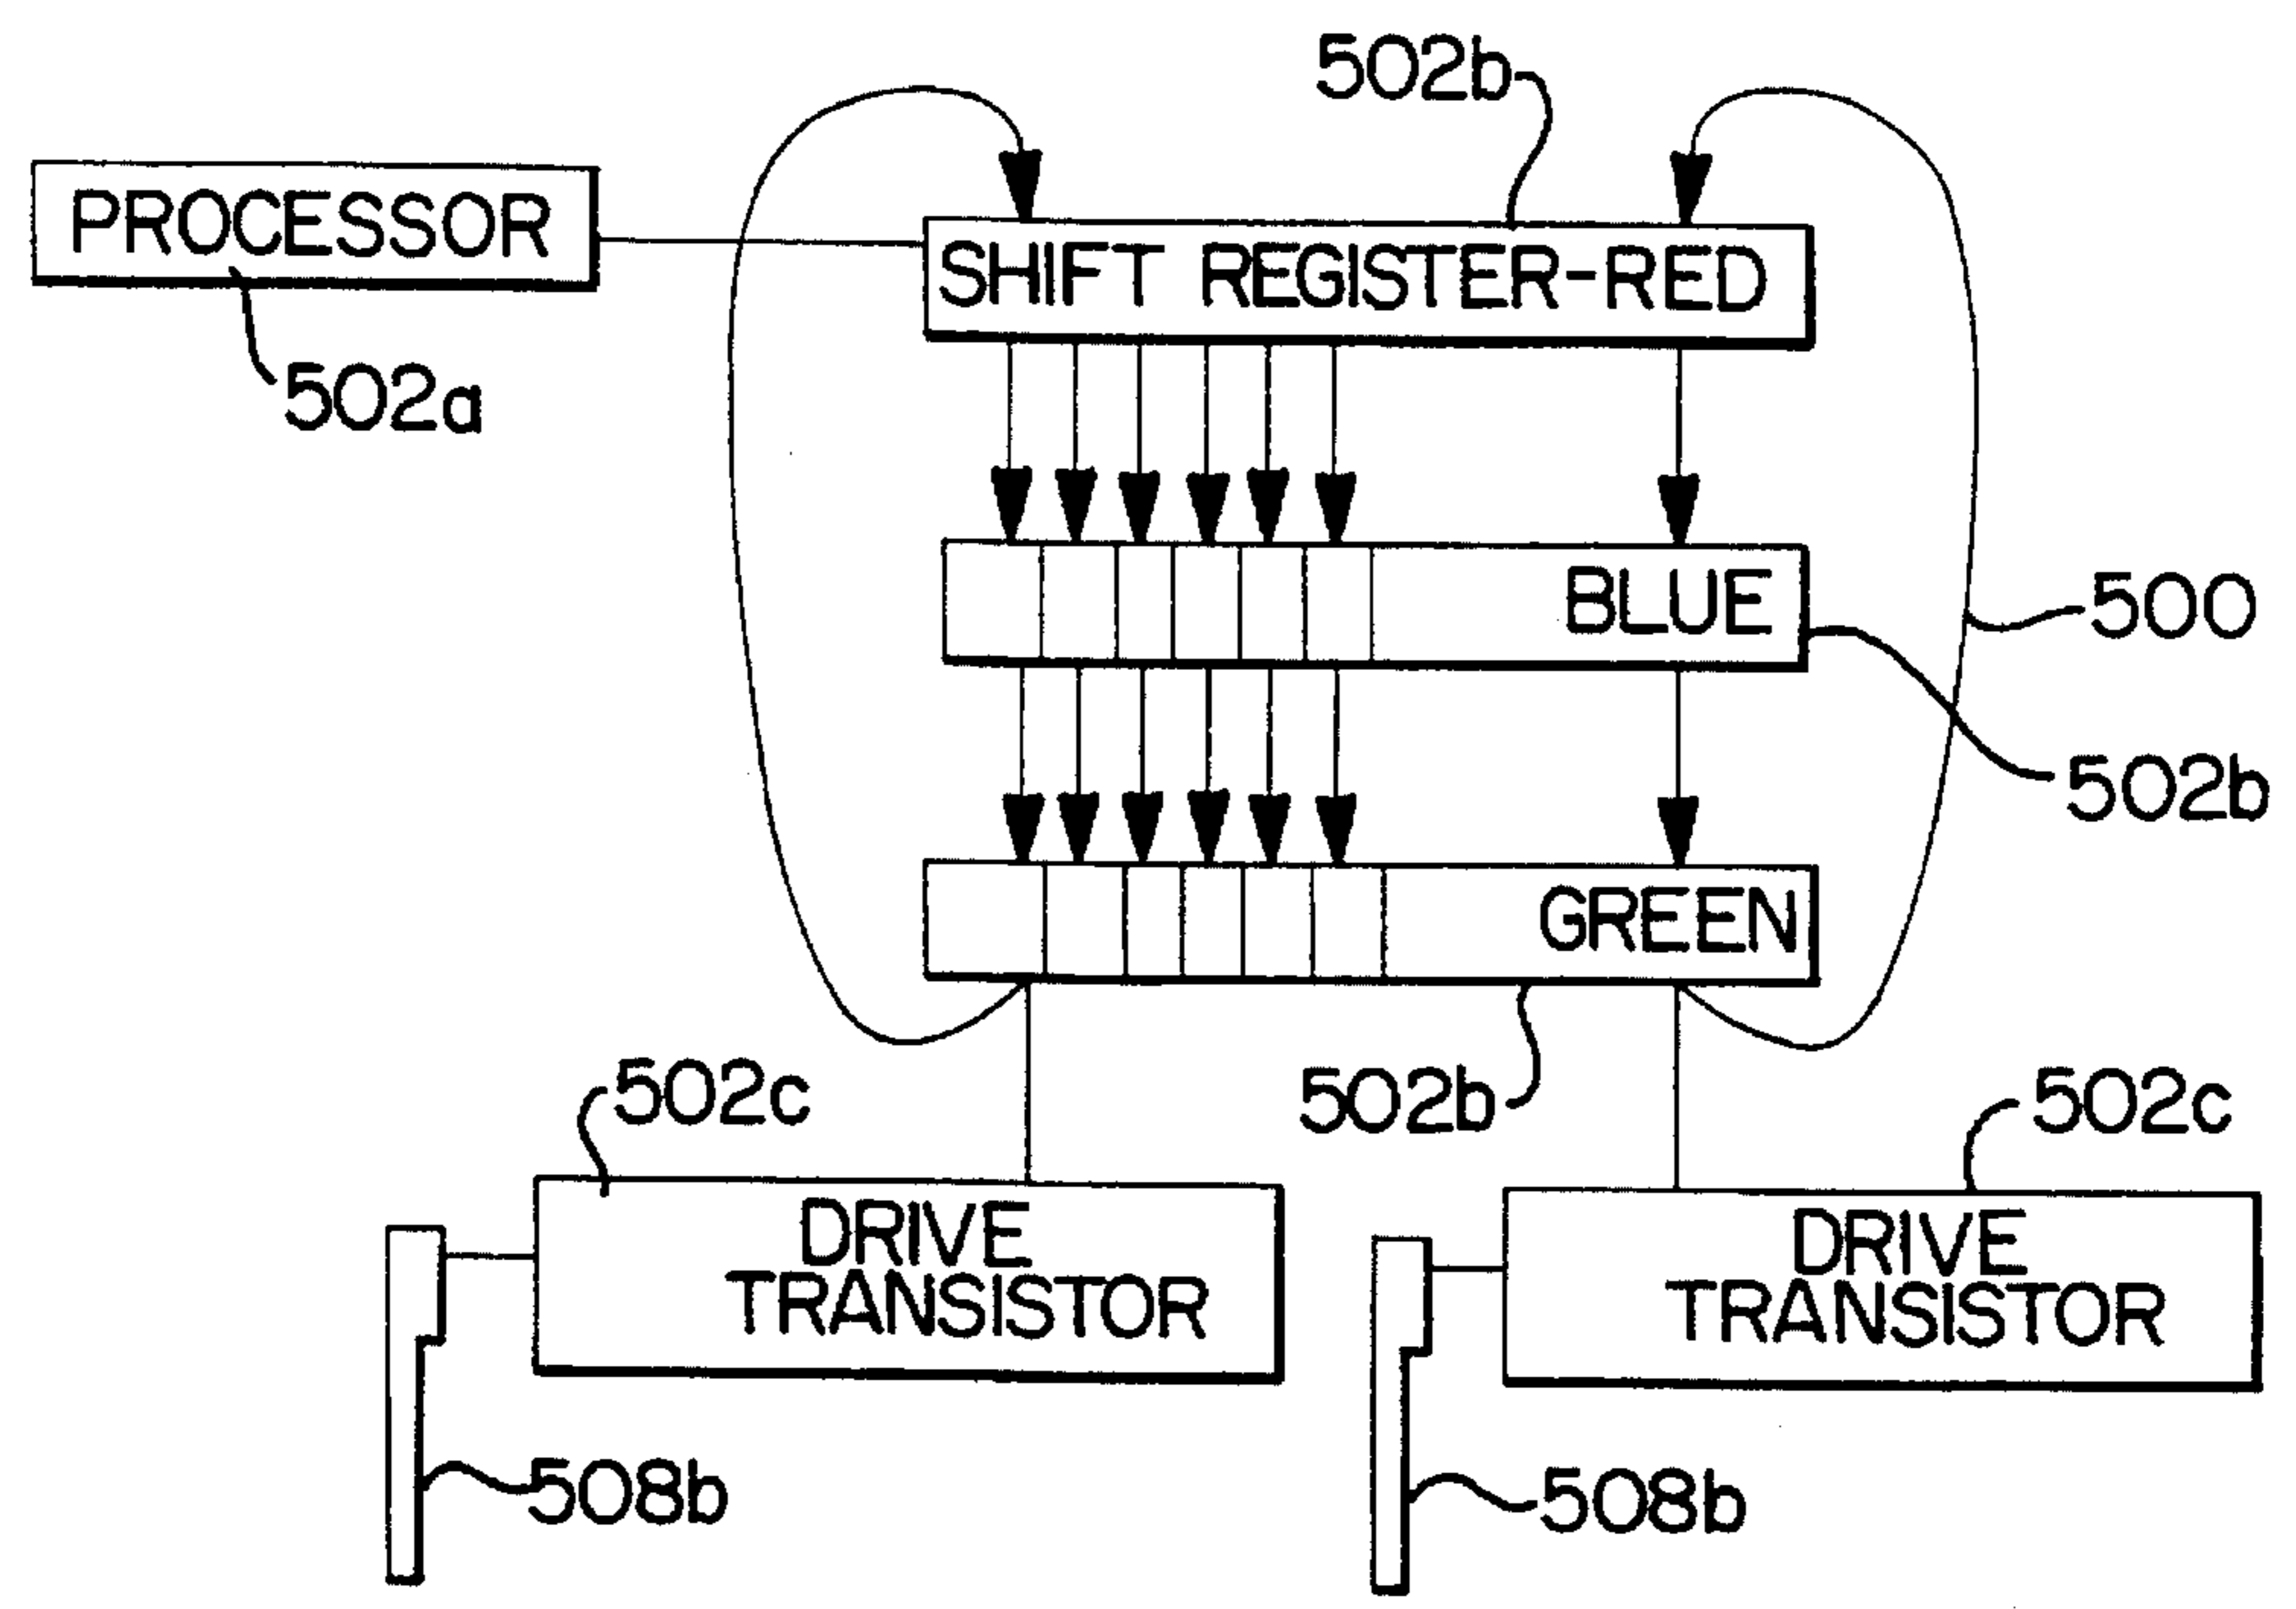 502b
PROCESSOR
SHIFT REGISTER-RED
502a
BLUE
500
502b
GREEN
502c
502b
502c
DRIVE
TRANSISTOR
DRIVE
TRANSISTOR
508b
508b